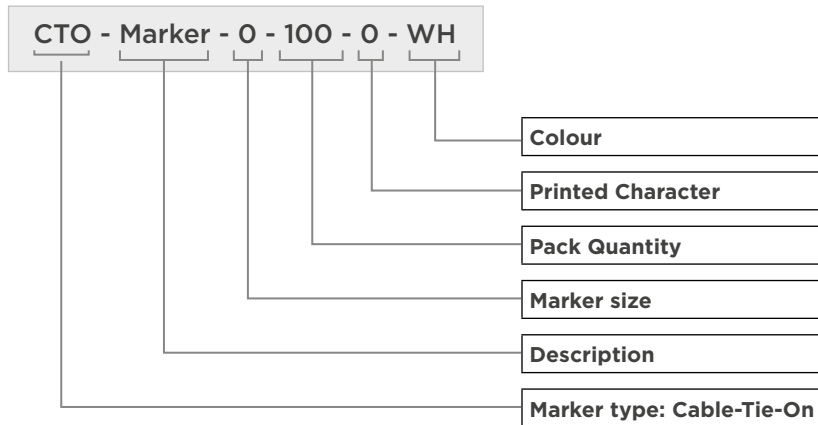 CTO - Marker - 0 - 100 - 0 - WH
Colour
Printed Character
Pack Quantity
Marker size
Description
Marker type: Cable-Tie-On